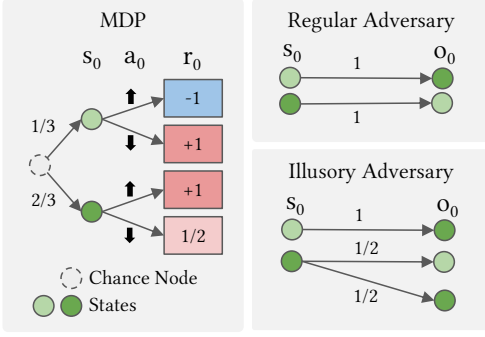 MDP
s₀ a₀ r₀
1/3
2/3
-1
+1
+1
1/2
Chance Node
States
Regular Adversary
s₀ o₀
1
1
Illusory Adversary
s₀ o₀
1
1/2
1/2